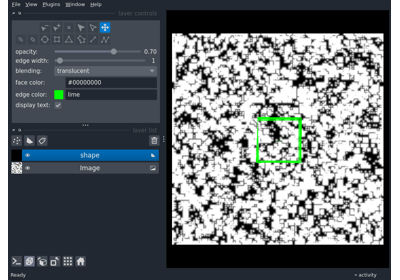 File View Plugins Window Help
layer controls
opacity: 0.70
edge width: 1
blending: translucent
face color: #00000000
edge color: lime
display text:
layer list
shape
Image
Ready
activity